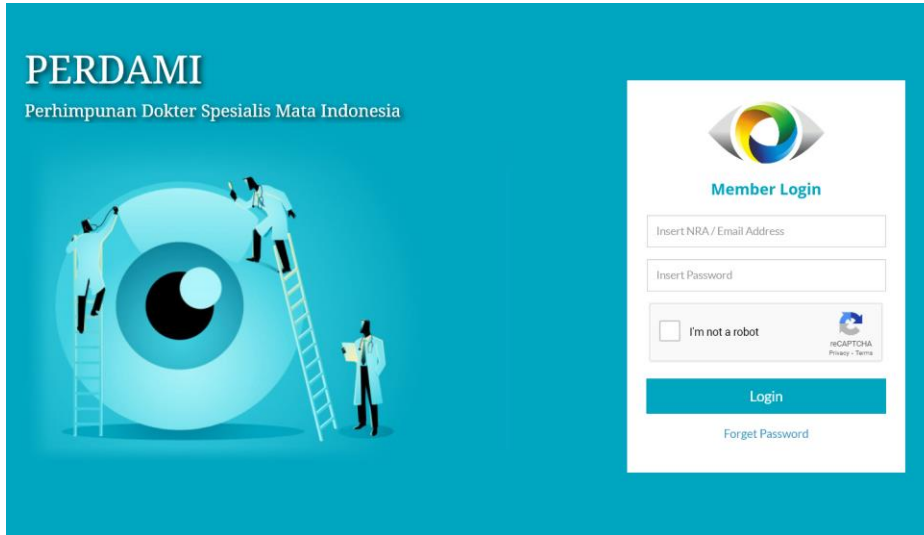 PERDAMI
Perhimpunan Dokter Spesialis Mata Indonesia
Member Login
Insert NRA / Email Address
Insert Password
I'm not a robot
reCAPTCHA
Privacy - Terms
Login
Forget Password